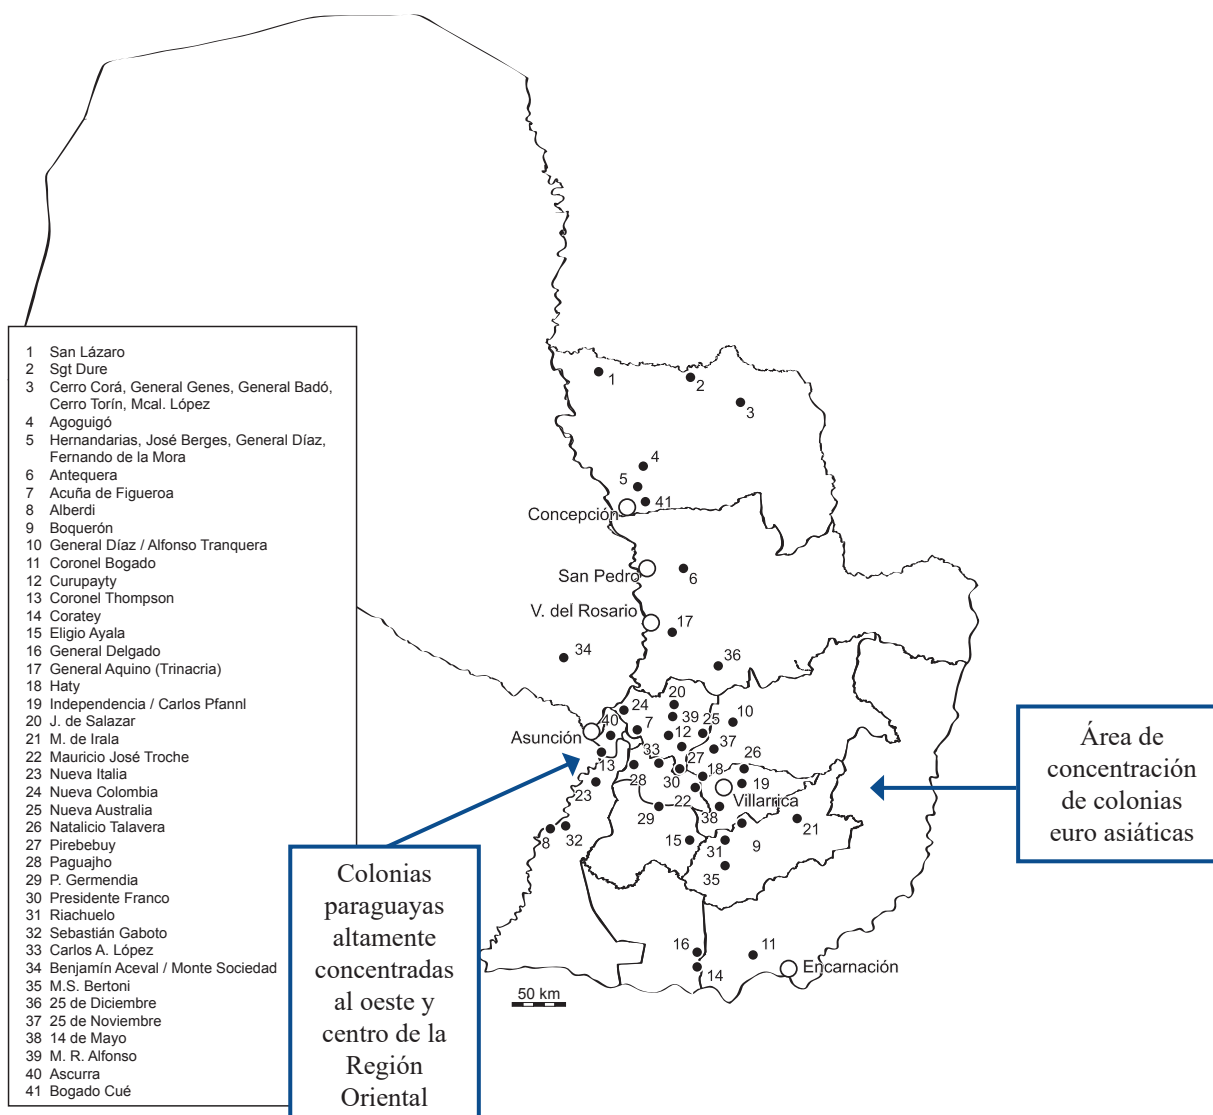 1 San Lázaro
2 Sgt Dure
3 Cerro Corá, General Genes, General Badó,
Cerro Torín, Mcal. López
4 Agoguigó
5 Hernandarias, José Berges, General Díaz,
Fernando de la Mora
6 Antequera
7 Acuña de Figueroa
8 Alberdi
9 Boquerón
10 General Díaz / Alfonso Tranquera
11 Coronel Bogado
12 Curupayty
13 Coronel Thompson
14 Coratey
15 Eligio Ayala
16 General Delgado
17 General Aquino (Trinacria)
18 Haty
19 Independencia / Carlos Pfannl
20 J. de Salazar
21 M. de Irala
22 Mauricio José Troche
23 Nueva Italia
24 Nueva Colombia
25 Nueva Australia
26 Natalicio Talavera
27 Pirebebuy
28 Paguajho
29 P. Germendia
30 Presidente Franco
31 Riachuelo
32 Sebastián Gaboto
33 Carlos A. López
34 Benjamín Aceval / Monte Sociedad
35 M.S. Bertoni
36 25 de Diciembre
37 25 de Noviembre
38 14 de Mayo
39 M. R. Alfonso
40 Ascurra
41 Bogado Cué
1
2
3
4
5
41
Concepción
San Pedro
6
V. del Rosario
17
34
36
20
24
39
25
10
40
7
Asunción
12
37
33
27
26
13
28
30
18
19
23
22
Villarrica
29
38
21
8
32
15
31
9
35
16
11
14
Encarnación
50 km
Colonias
paraguayas
altamente
concentradas
al oeste y
centro de la
Región
Oriental
Área de
concentración
de colonias
euro asiáticas